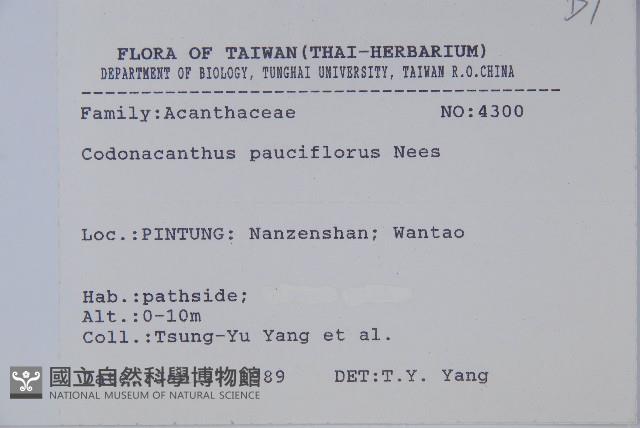 FLORA OF TAIWAN(THAI-HERBARIUM)
DEPARTMENT OF BIOLOGY, TUNGHAI UNIVERSITY, TAIWAN R.O.CHINA
Family:Acanthaceae NO:4300
Codonacanthus pauciflorus Nees
Loc.:PINTUNG: Nanzenshan; Wantao
Hab.:pathside;
Alt.:0-10m
Coll.:Tsung-Yu Yang et al.
89 DET:T.Y. Yang
國立自然科學博物館
NATIONAL MUSEUM OF NATURAL SCIENCE